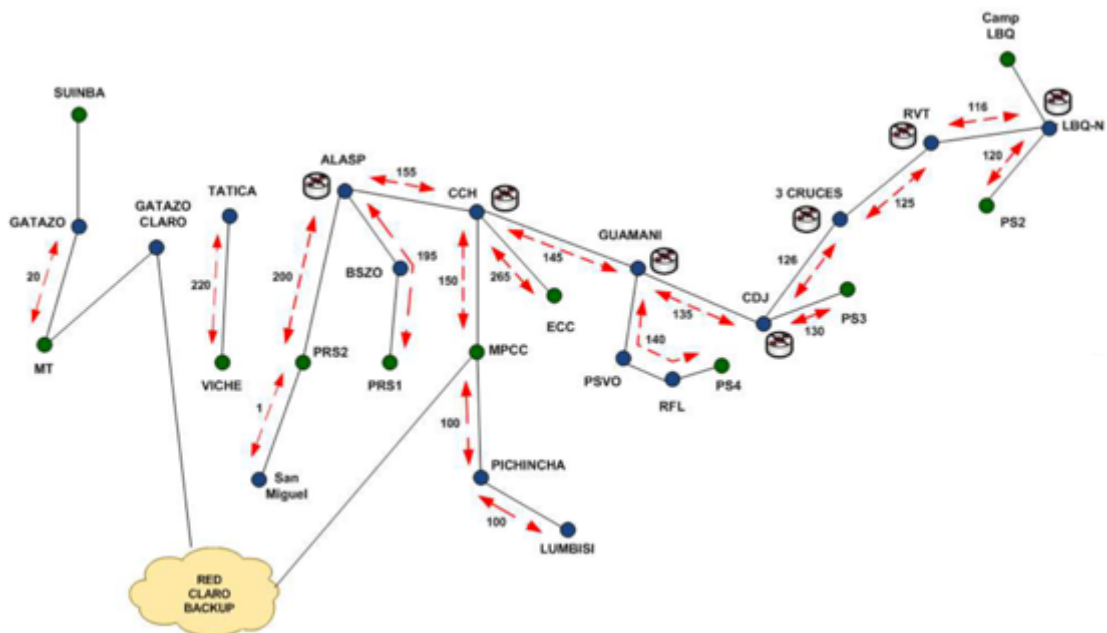 Camp
LBQ
SUINBA
RVT
116
LBQ-N
ALASP
155
CCH
120
TATICA
GATAZO
CLARO
3 CRUCES
125
PS2
GATAZO
GUAMANI
195
145
126
20
220
200
BSZO
150
265
CDJ
ECC
135
PS3
130
140
MT
VICHE
PRS2
PRS1
MPCC
PSVO
RFL
PS4
1
100
San
Miguel
PICHINCHA
100
LUMBISI
RED
CLARO
BACKUP